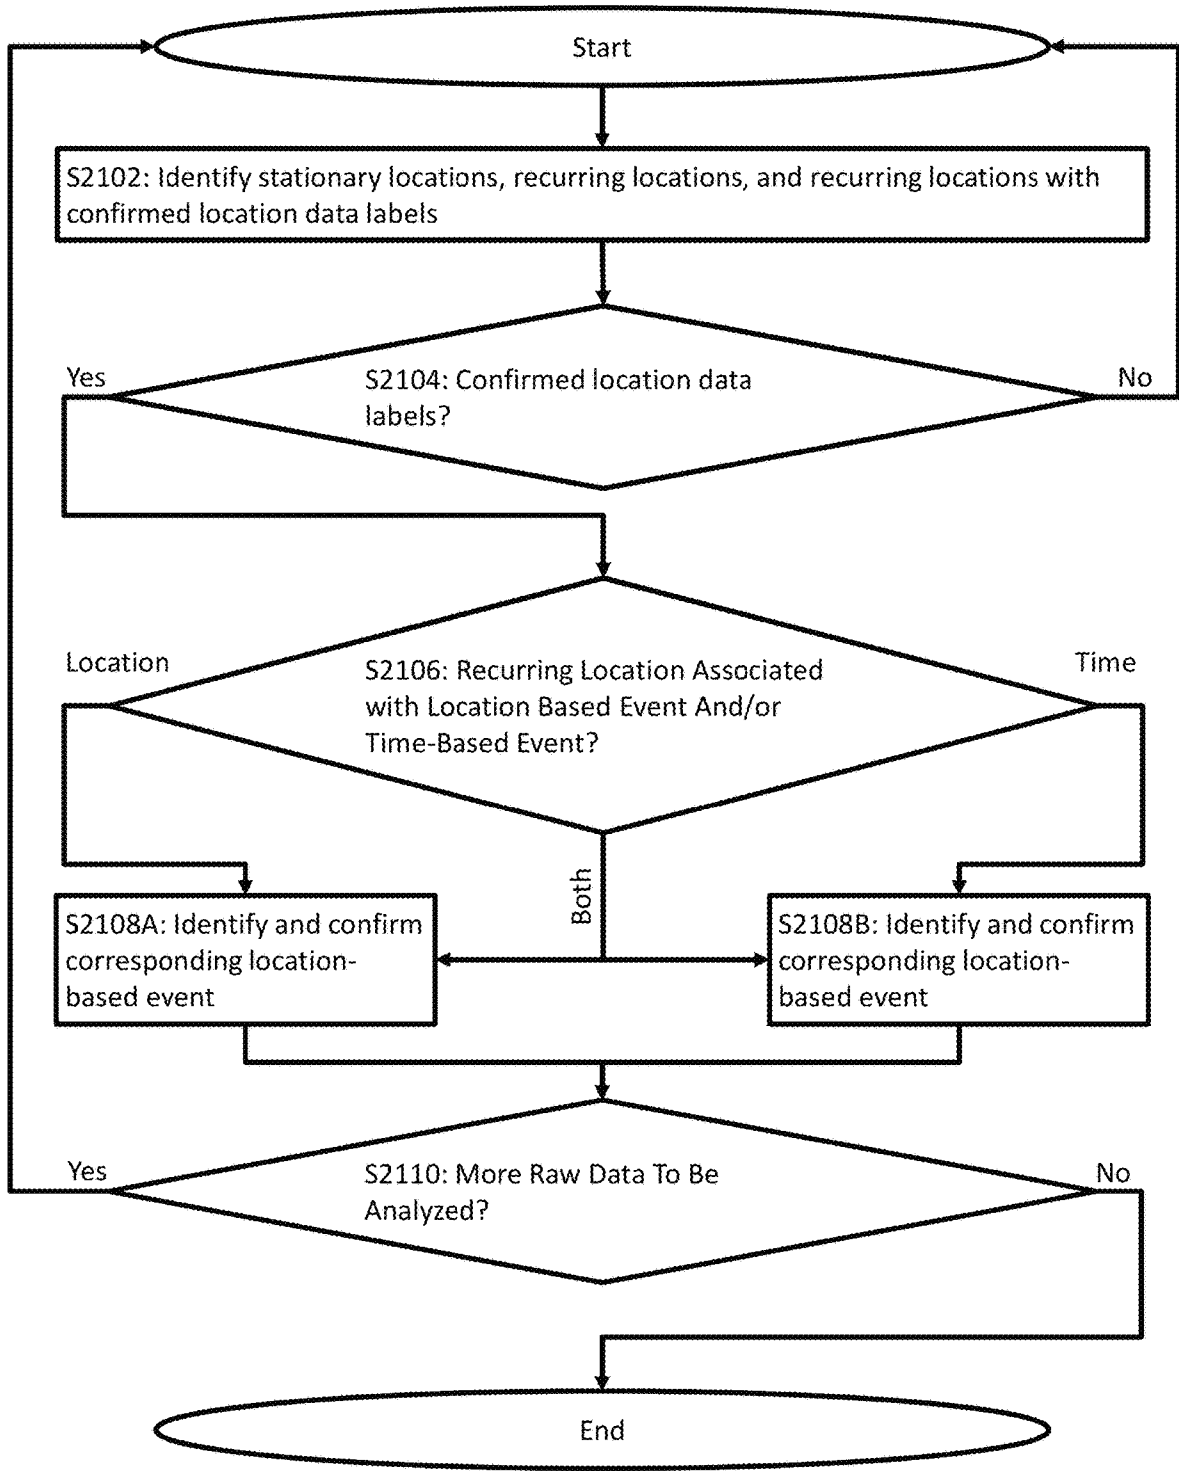 Start
S2102: Identify stationary locations, recurring locations, and recurring locations with
confirmed location data labels
Yes
S2104: Confirmed location data
labels?
No
Location
S2106: Recurring Location Associated
with Location Based Event And/or
Time-Based Event?
Time
Both
S2108A: Identify and confirm
corresponding location-
based event
S2108B: Identify and confirm
corresponding location-
based event
Yes
S2110: More Raw Data To Be
Analyzed?
No
End